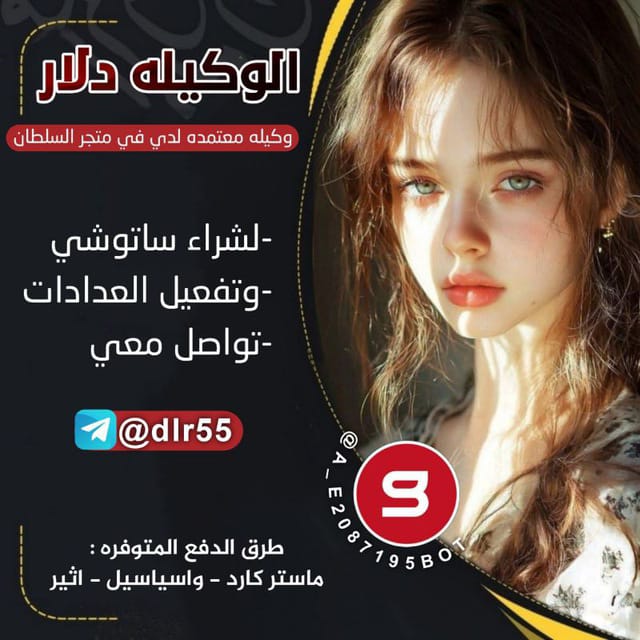 الوكيله دلار
وكيله معتمده لدي في متجر السلطان
-لشراء ساتوشي
-وتفعيل العدادات
-تواصل معي
@dlr55
@A_E2087195BOT
طرق الدفع المتوفره :
ماستر كارد - واسياسيل - اثير